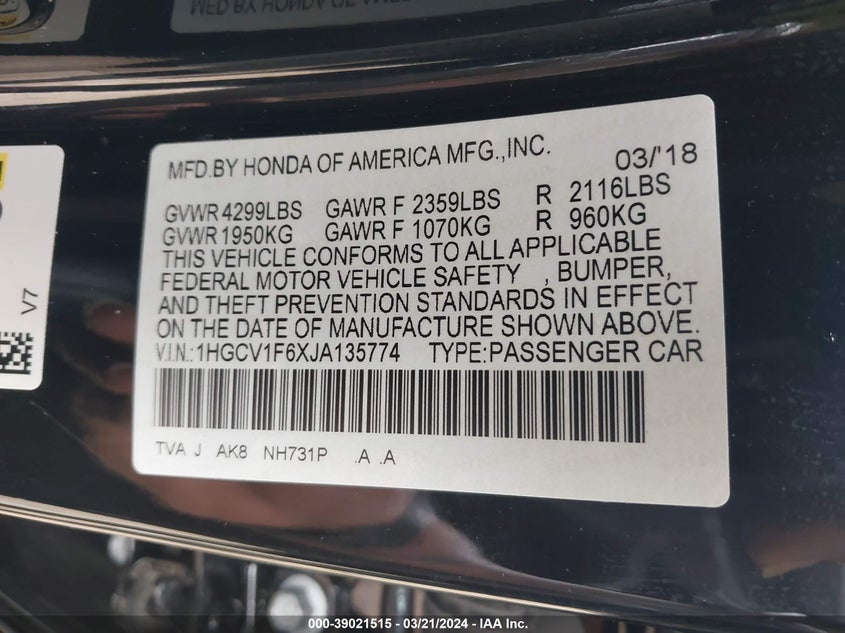 MFD.BY HONDA OF AMERICA MFG.,INC. 03/'18
GVWR 4299LBS GAWR F 2359LBS R 2116LBS
GVWR 1950KG GAWR F 1070KG R 960KG
THIS VEHICLE CONFORMS TO ALL APPLICABLE
FEDERAL MOTOR VEHICLE SAFETY , BUMPER,
AND THEFT PREVENTION STANDARDS IN EFFECT
ON THE DATE OF MANUFACTURE SHOWN ABOVE.
V.I.N.:1HGCV1F6XJA135774 TYPE:PASSENGER CAR
TVA J AK8 NH731P .A .A
V7
000-39021515 - 03/21/2024 - IAA Inc.